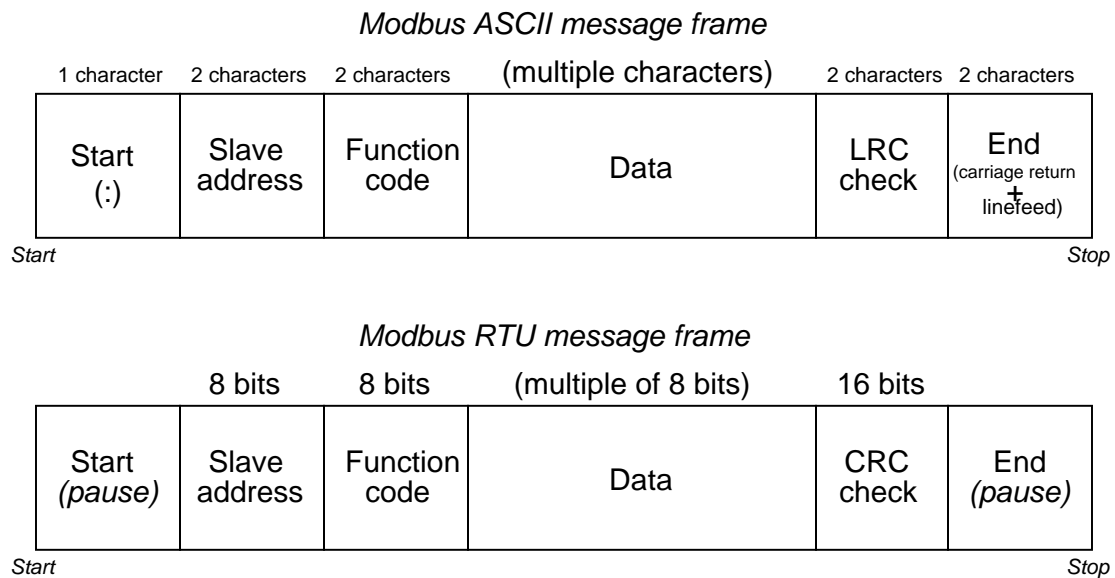 Modbus ASCII message frame
1 character 2 characters 2 characters (multiple characters) 2 characters 2 characters
Start
(:)
Slave
address
Function
code
Data
LRC
check
End
(carriage return
+
linefeed)
Start
Stop
Modbus RTU message frame
8 bits 8 bits (multiple of 8 bits) 16 bits
Start
(pause)
Slave
address
Function
code
Data
CRC
check
End
(pause)
Start
Stop